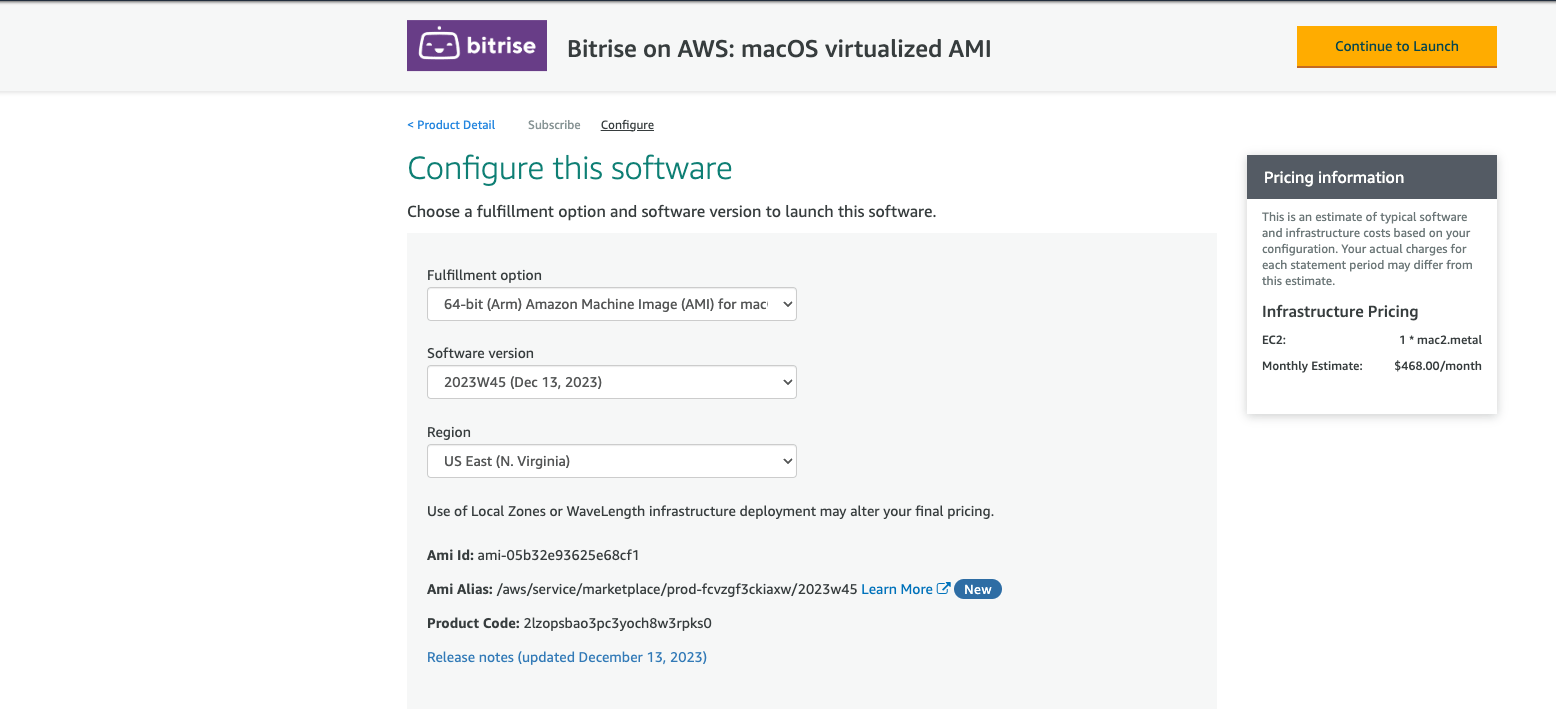 bitrise
Bitrise on AWS: macOS virtualized AMI
Continue to Launch
< Product Detail
Subscribe
Configure
Configure this software
Choose a fulfillment option and software version to launch this software.
Fulfillment option
64-bit (Arm) Amazon Machine Image (AMI) for mac
Software version
2023W45 (Dec 13, 2023)
Region
US East (N. Virginia)
Use of Local Zones or WaveLength infrastructure deployment may alter your final pricing.
Ami Id: ami-05b32e93625e68cf1
Ami Alias: /aws/service/marketplace/prod-fcvzgf3ckiaxw/2023w45 Learn More New
Product Code: 2lzopsbao3pc3yoch8w3rpks0
Release notes (updated December 13, 2023)
Pricing information
This is an estimate of typical software
and infrastructure costs based on your
configuration. Your actual charges for
each statement period may differ from
this estimate.
Infrastructure Pricing
EC2: 1 * mac2.metal
Monthly Estimate: $468.00/month